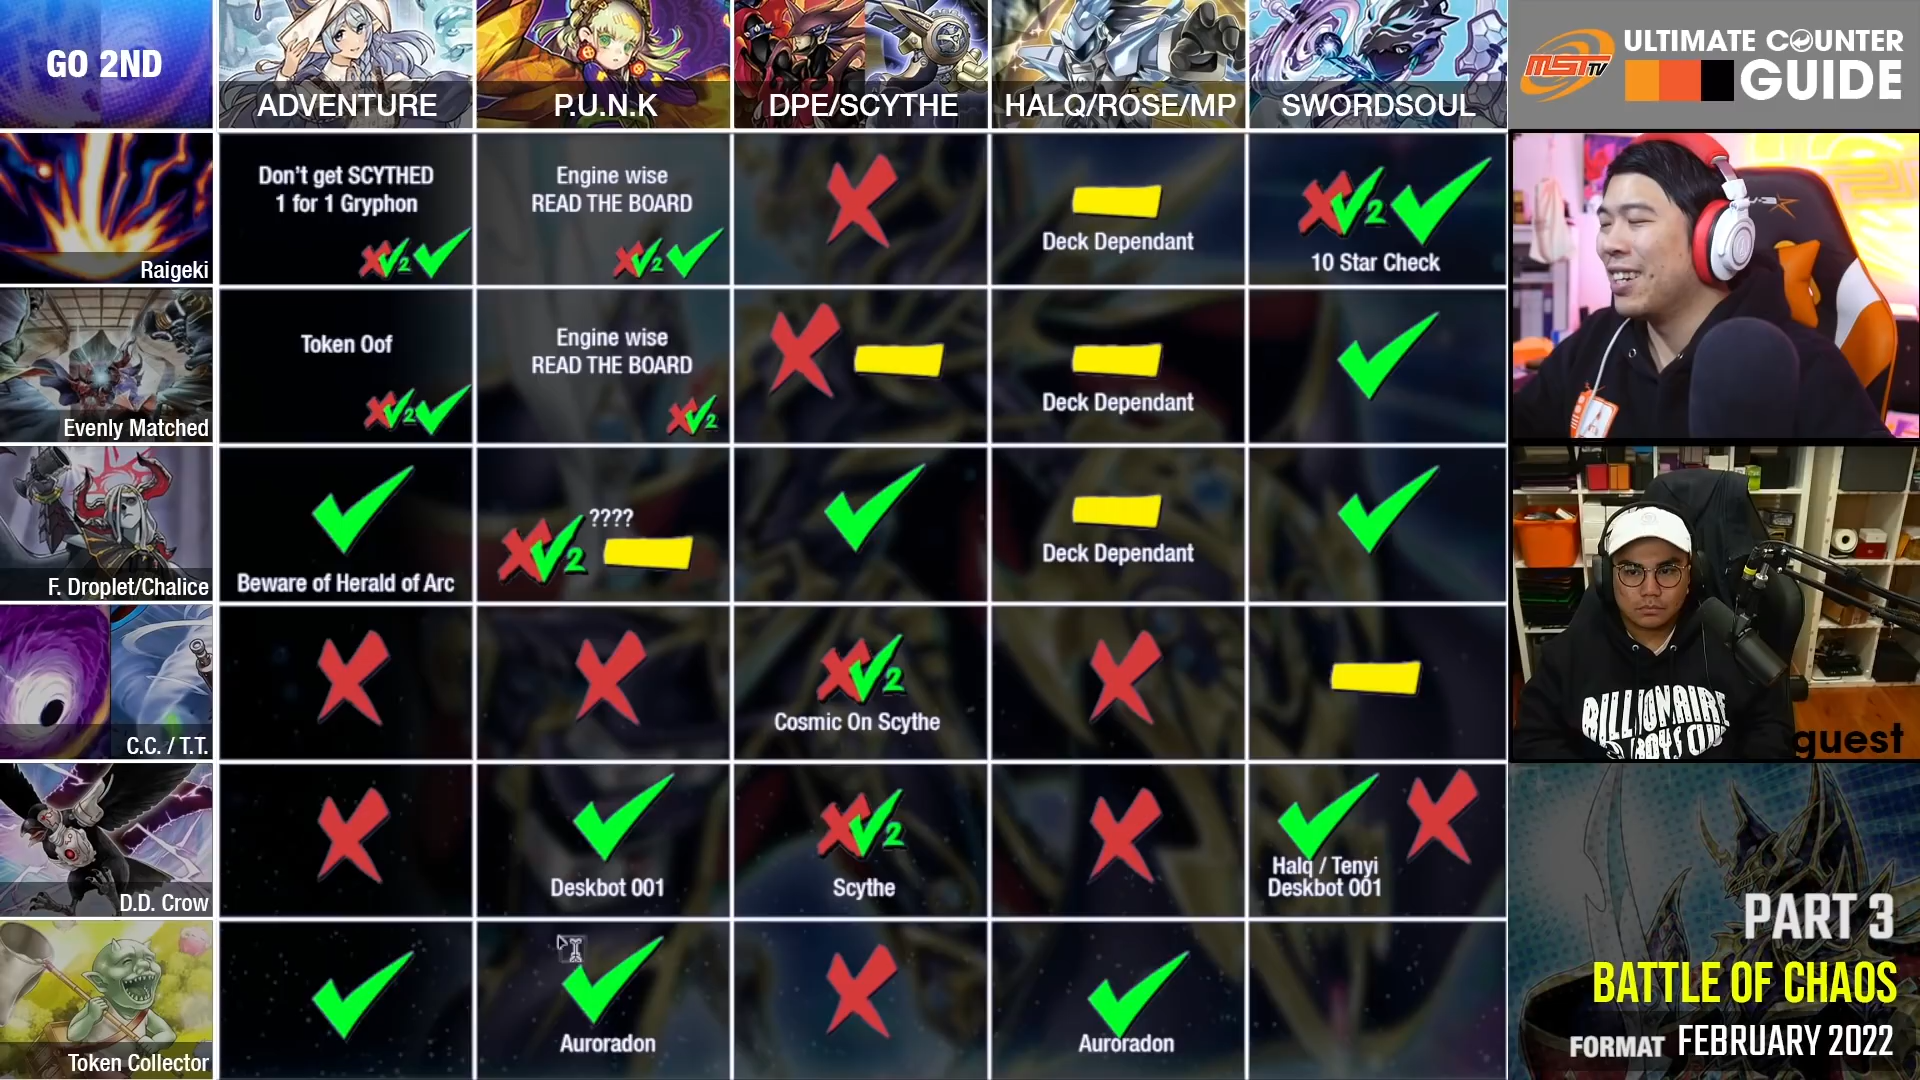 GO 2ND
ADVENTURE
P.U.N.K
DPE/SCYTHE
HALQ/ROSE/MP
SWORDSOUL
MSTTV
ULTIMATE COUNTER
GUIDE
Raigeki
Don't get SCYTHED
1 for 1 Gryphon
2
Engine wise
READ THE BOARD
2
Deck Dependant
2
10 Star Check
Evenly Matched
Token Oof
2
Engine wise
READ THE BOARD
2
Deck Dependant
F. Droplet/Chalice
Beware of Herald of Arc
????
2
Deck Dependant
C.C. / T.T.
2
Cosmic On Scythe
BILLIONAIRE
BOYS CLUB
guest
D.D. Crow
Deskbot 001
2
Scythe
Halq / Tenyi
Deskbot 001
Token Collector
Auroradon
Auroradon
PART 3
BATTLE OF CHAOS
FORMAT FEBRUARY 2022